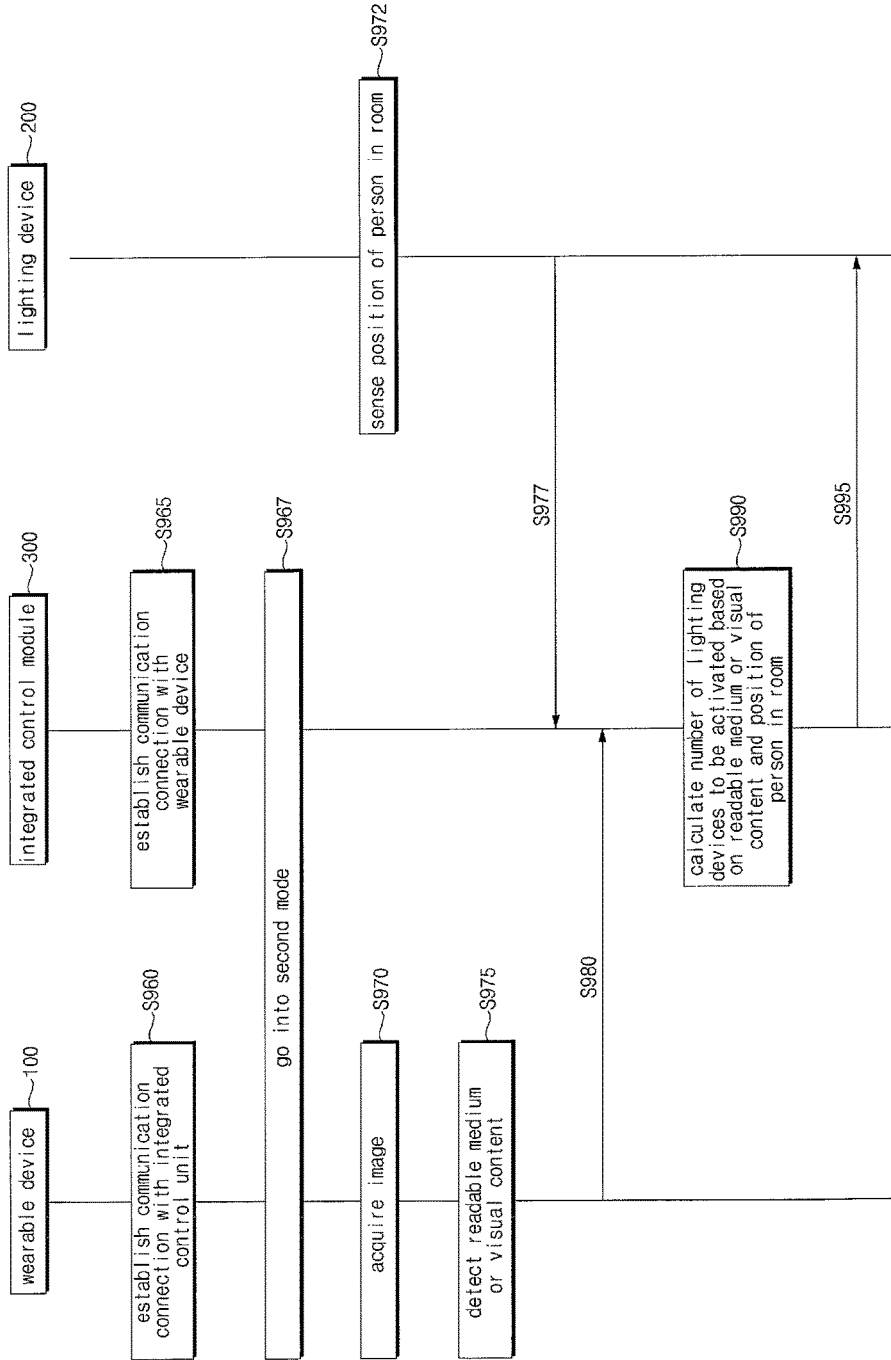 wearable device
100
integrated control module
300
lighting device
200
establish communication
connection with integrated
control unit
S960
establish communication
connection with
wearable device
S965
go into second mode
S967
acquire image
S970
sense position of person in room
S972
detect readable medium
or visual content
S975
S977
S980
calculate number of lighting
devices to be activated based
on readable medium or visual
content and position of
person in room
S990
S995